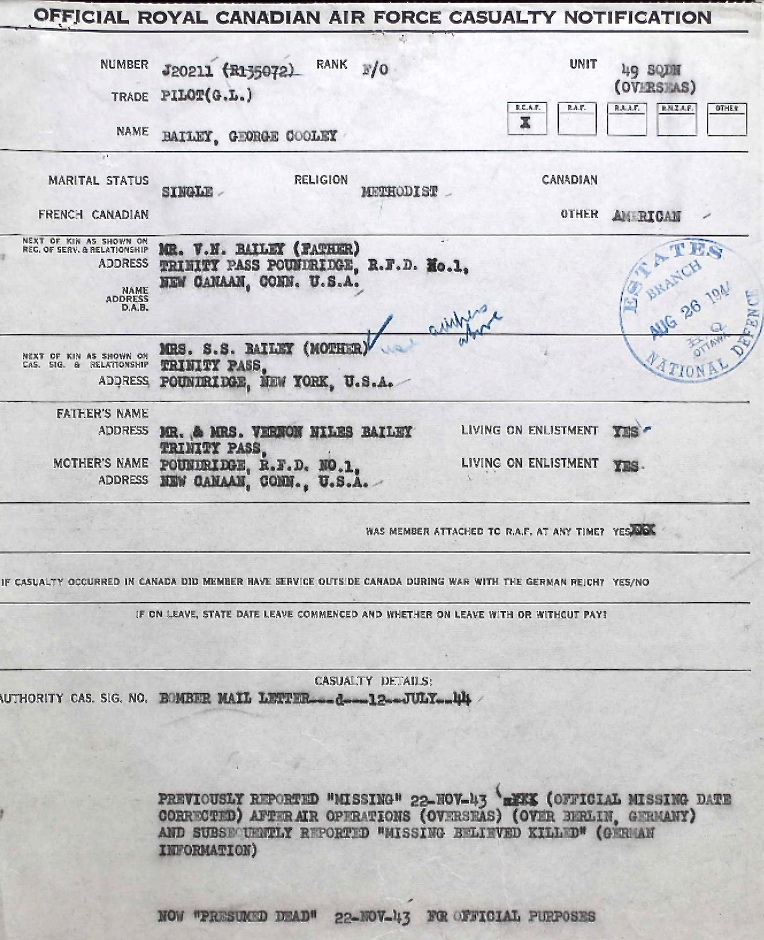 OFFICIAL ROYAL CANADIAN AIR FORCE CASUALTY NOTIFICATION
NUMBER J20211 (R135072) RANK F/O UNIT 49 SQDN
(OVERSEAS)
TRADE PILOT(G.L.)
R.C.A.F. R.A.F. R.A.A.F. R.N.Z.A.F. OTHER
X
NAME BAILEY, GEORGE COOLEY
MARITAL STATUS SINGLE RELIGION METHODIST CANADIAN
FRENCH CANADIAN OTHER AMERICAN
NEXT OF KIN AS SHOWN ON
REC. OF SERV. & RELATIONSHIP MR. V.N. BAILEY (FATHER)
ADDRESS TRINITY PASS POUNDRIDGE, R.F.D. No.1,
NEW CANAAN, CONN. U.S.A.
NAME
ADDRESS
D.A.B.
ESTATES
BRANCH
AUG 26 194
OTTAWA
NATIONAL DEFENCE
use address
above
NEXT OF KIN AS SHOWN ON
CAS. SIG. & RELATIONSHIP MRS. S.S. BAILEY (MOTHER)
TRINITY PASS,
ADDRESS POUNDRIDGE, NEW YORK, U.S.A.
FATHER'S NAME
ADDRESS MR. & MRS. VERNON NILES BAILEY LIVING ON ENLISTMENT YES
TRINITY PASS,
MOTHER'S NAME POUNDRIDGE, R.F.D. NO.1, LIVING ON ENLISTMENT YES.
ADDRESS NEW CANAAN, CONN., U.S.A.
WAS MEMBER ATTACHED TO R.A.F. AT ANY TIME? YES
IF CASUALTY OCCURRED IN CANADA DID MEMBER HAVE SERVICE OUTSIDE CANADA DURING WAR WITH THE GERMAN REICH? YES/NO
IF ON LEAVE, STATE DATE LEAVE COMMENCED AND WHETHER ON LEAVE WITH OR WITHOUT PAY?
CASUALTY DETAILS:
AUTHORITY CAS. SIG. NO. BOMBER MAIL LETTER---d---12--JULY--44
PREVIOUSLY REPORTED "MISSING" 22-NOV-43 (OFFICIAL MISSING DATE
CORRECTED) AFTER AIR OPERATIONS (OVERSEAS) (OVER BERLIN, GERMANY)
AND SUBSEQUENTLY REPORTED "MISSING BELIEVED KILLED" (GERMAN
INFORMATION)
NOW "PRESUMED DEAD" 22-NOV-43 FOR OFFICIAL PURPOSES